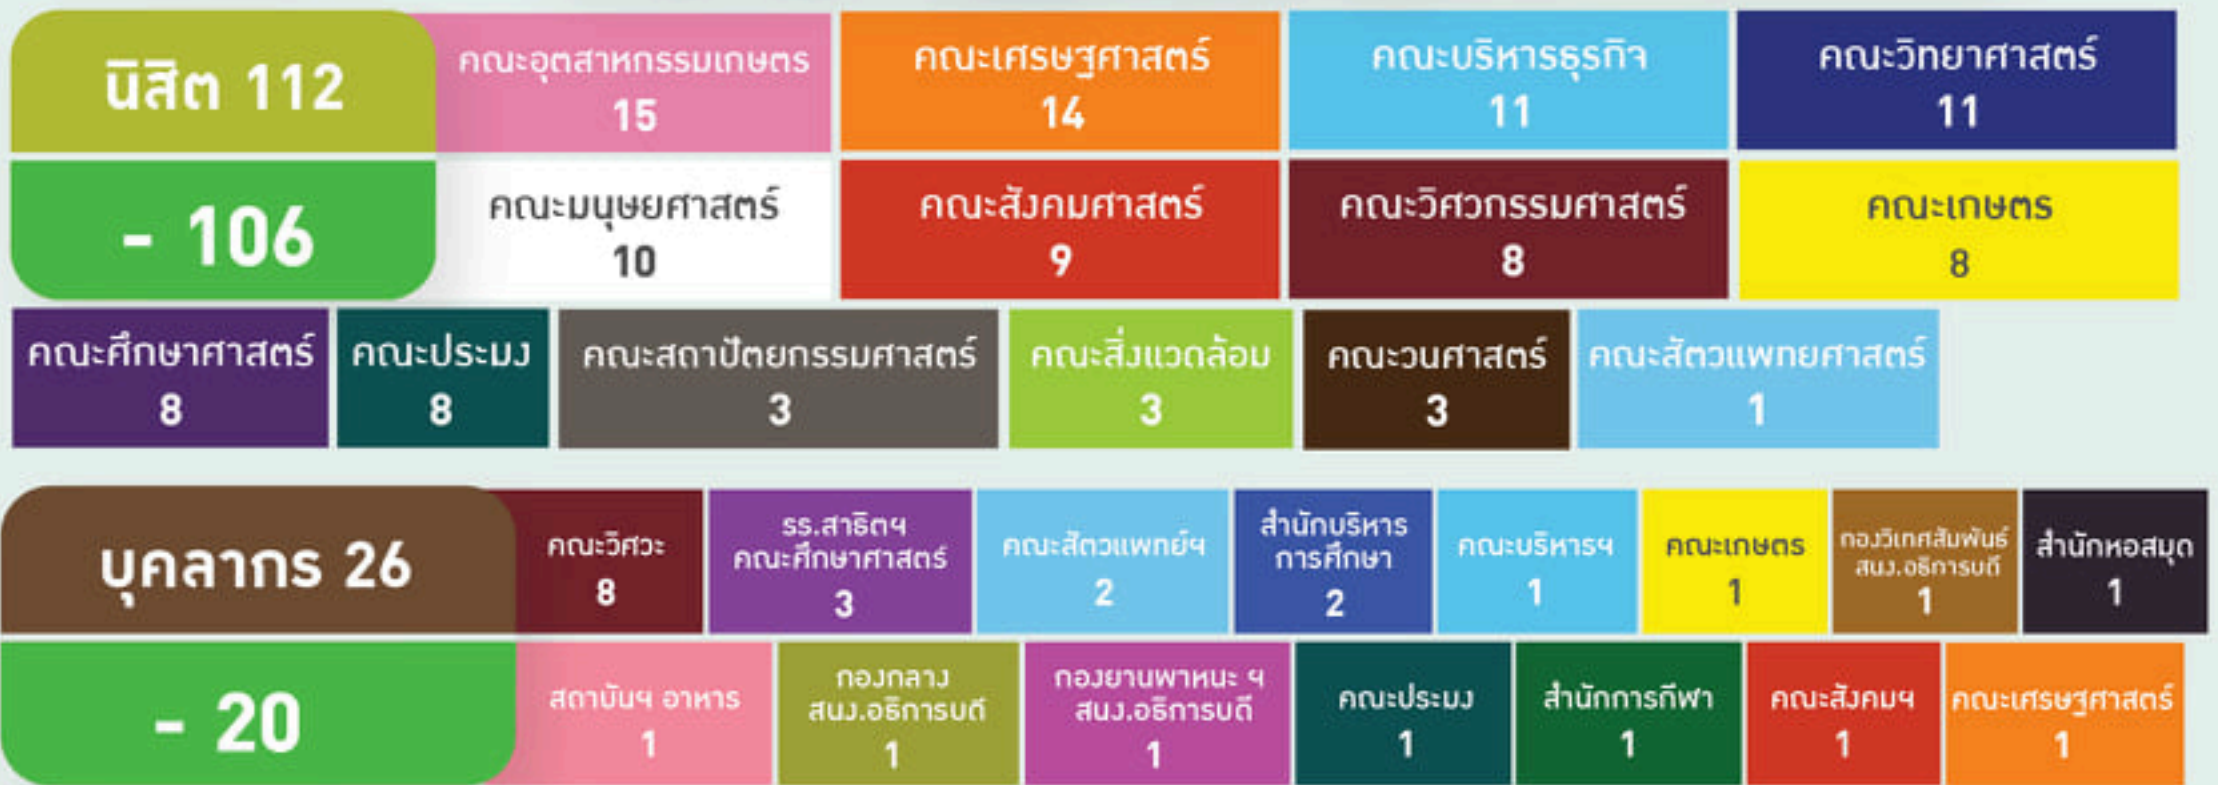 นิสิต 112
คณะอุตสาหกรรมเกษตร
15
คณะเศรษฐศาสตร์
14
คณะบริหารธุรกิจ
11
คณะวิทยาศาสตร์
11
- 106
คณะมนุษยศาสตร์
10
คณะสังคมศาสตร์
9
คณะวิศวกรรมศาสตร์
8
คณะเกษตร
8
คณะศึกษาศาสตร์
8
คณะประมง
8
คณะสถาปัตยกรรมศาสตร์
3
คณะสิ่งแวดล้อม
3
คณะวนศาสตร์
3
คณะสัตวแพทยศาสตร์
1
บุคลากร 26
คณะวิศวะ
8
รร.สาธิตฯ
คณะศึกษาศาสตร์
3
คณะสัตวแพทย์ฯ
2
สำนักบริหาร
การศึกษา
2
คณะบริหารฯ
1
คณะเกษตร
1
กองวิเทศสัมพันธ์
สนง.อธิการบดี
1
สำนักหอสมุด
1
- 20
สถาบันฯ อาหาร
1
กองกลาง
สนง.อธิการบดี
1
กองยานพาหนะ ฯ
สนง.อธิการบดี
1
คณะประมง
1
สำนักการกีฬา
1
คณะสังคมฯ
1
คณะเศรษฐศาสตร์
1